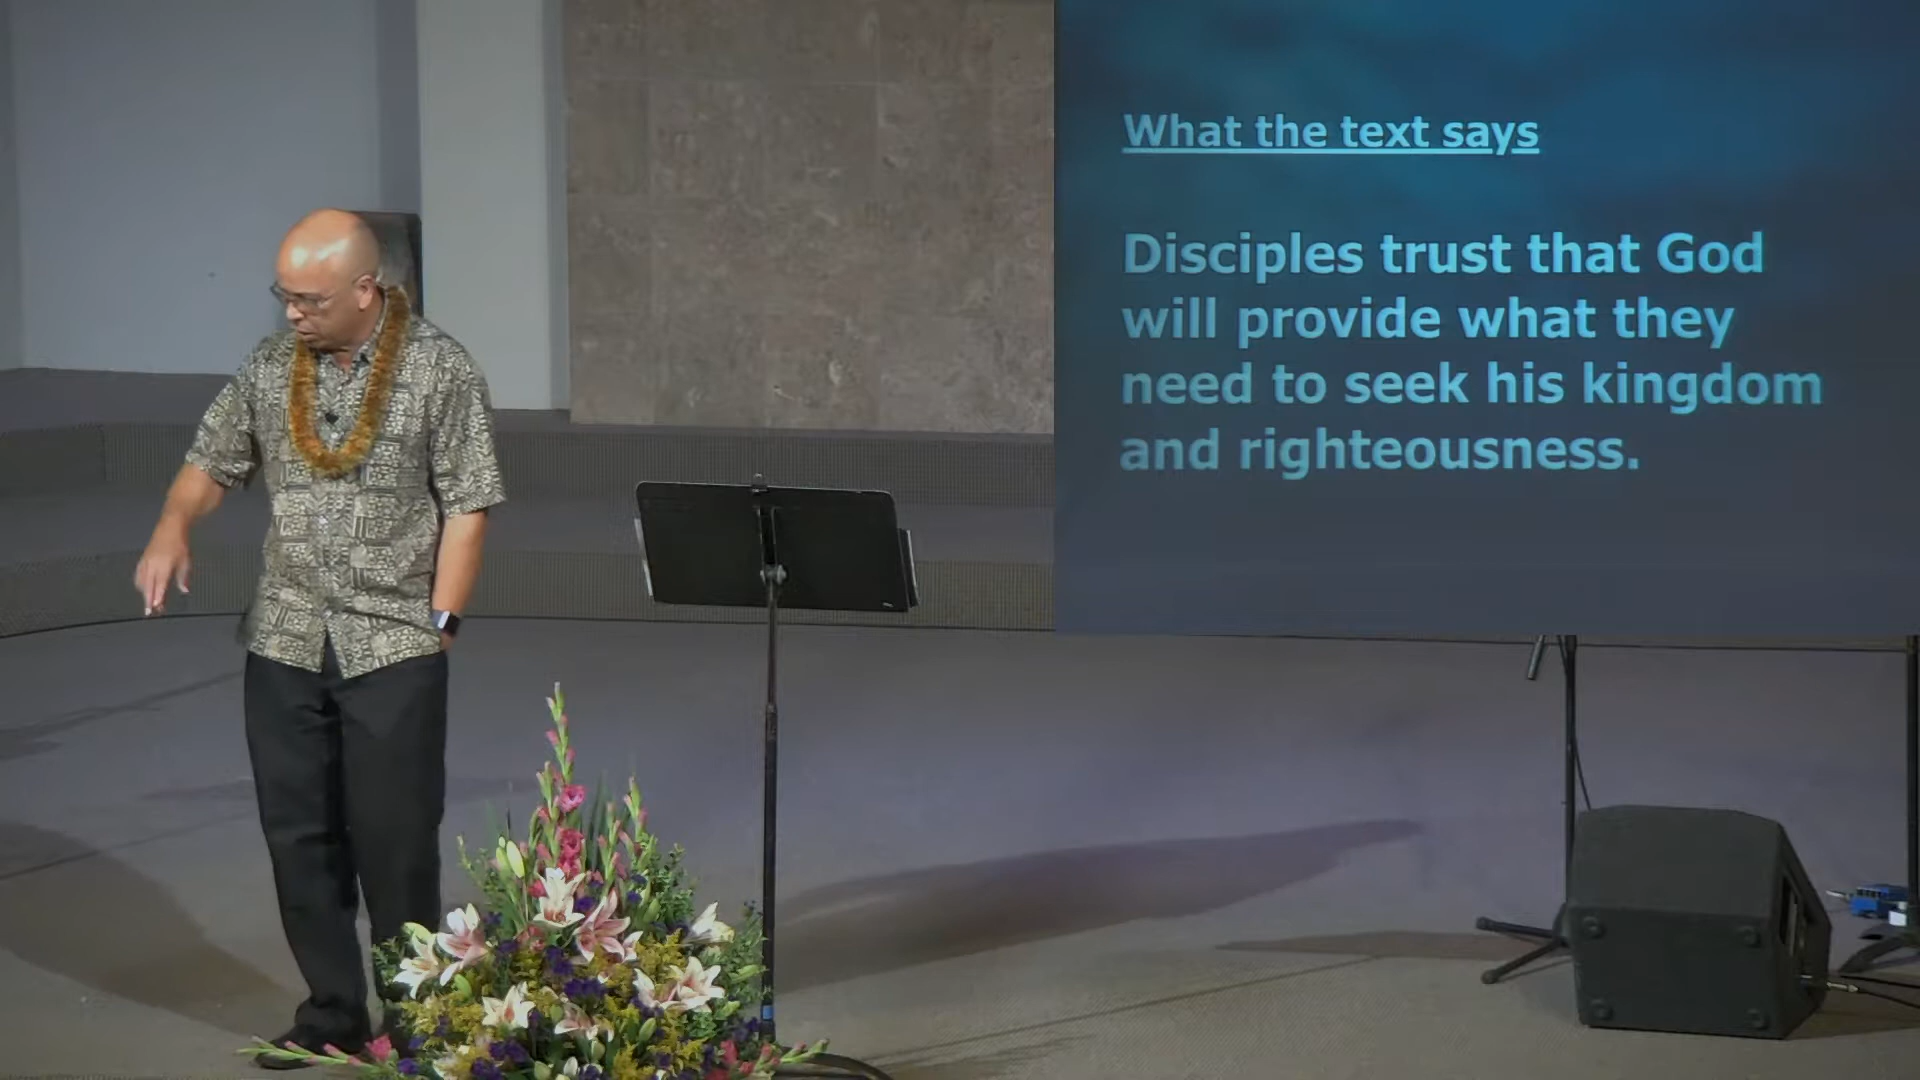 What the text says
Disciples trust that God
will provide what they
need to seek his kingdom
and righteousness.